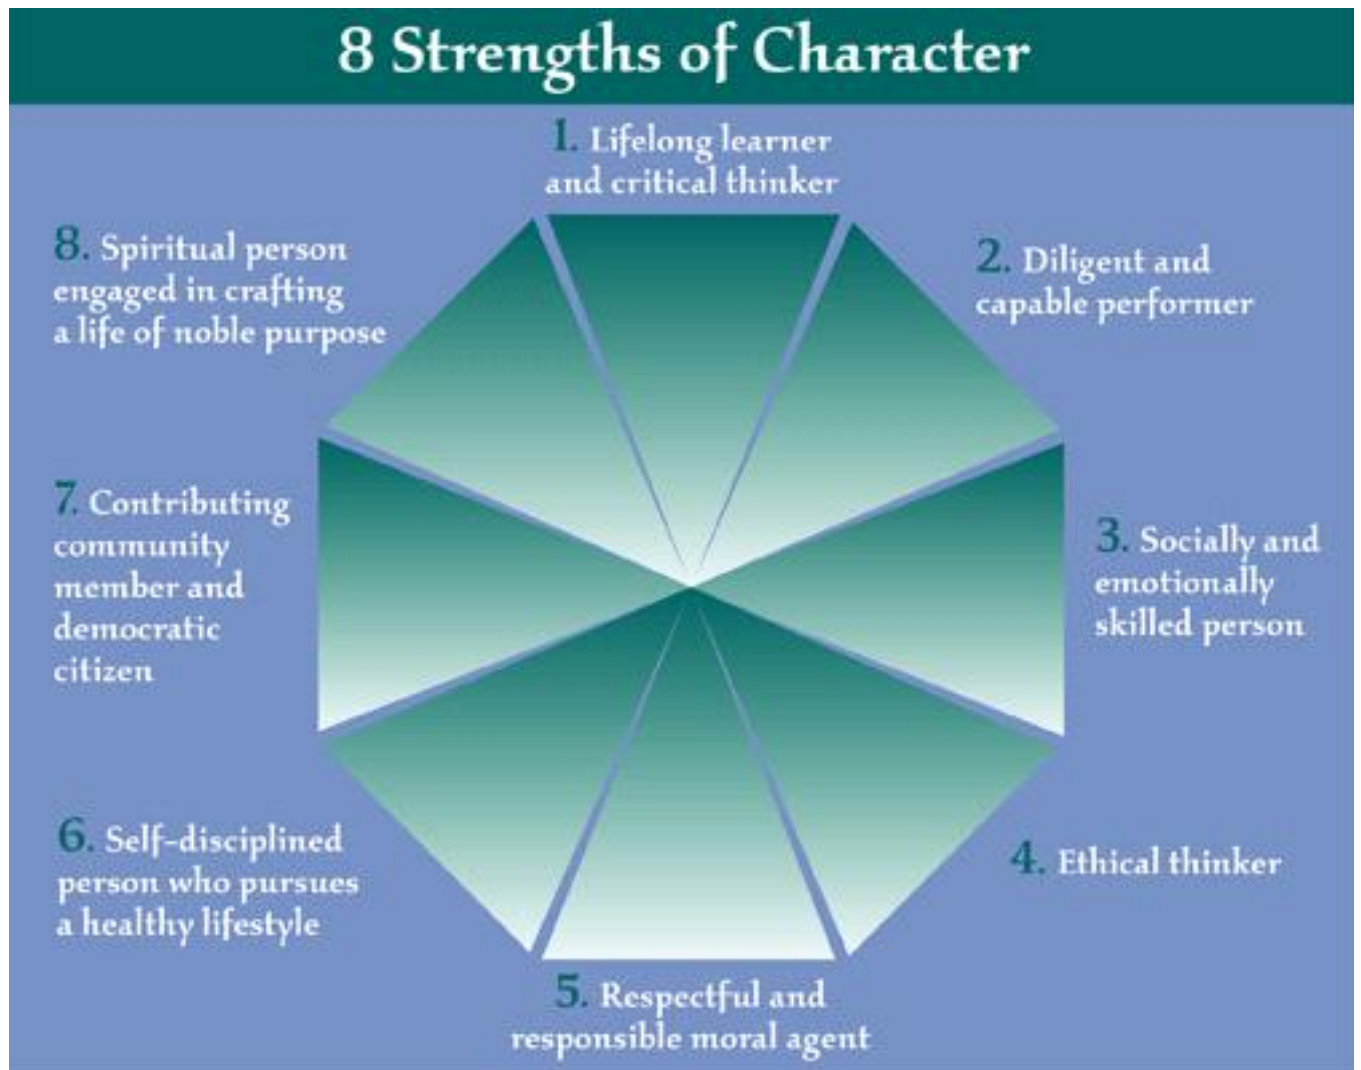 8 Strengths of Character
1. Lifelong learner
and critical thinker
2. Diligent and
capable performer
3. Socially and
emotionally
skilled person
4. Ethical thinker
5. Respectful and
responsible moral agent
6. Self-disciplined
person who pursues
a healthy lifestyle
7. Contributing
community
member and
democratic
citizen
8. Spiritual person
engaged in crafting
a life of noble purpose